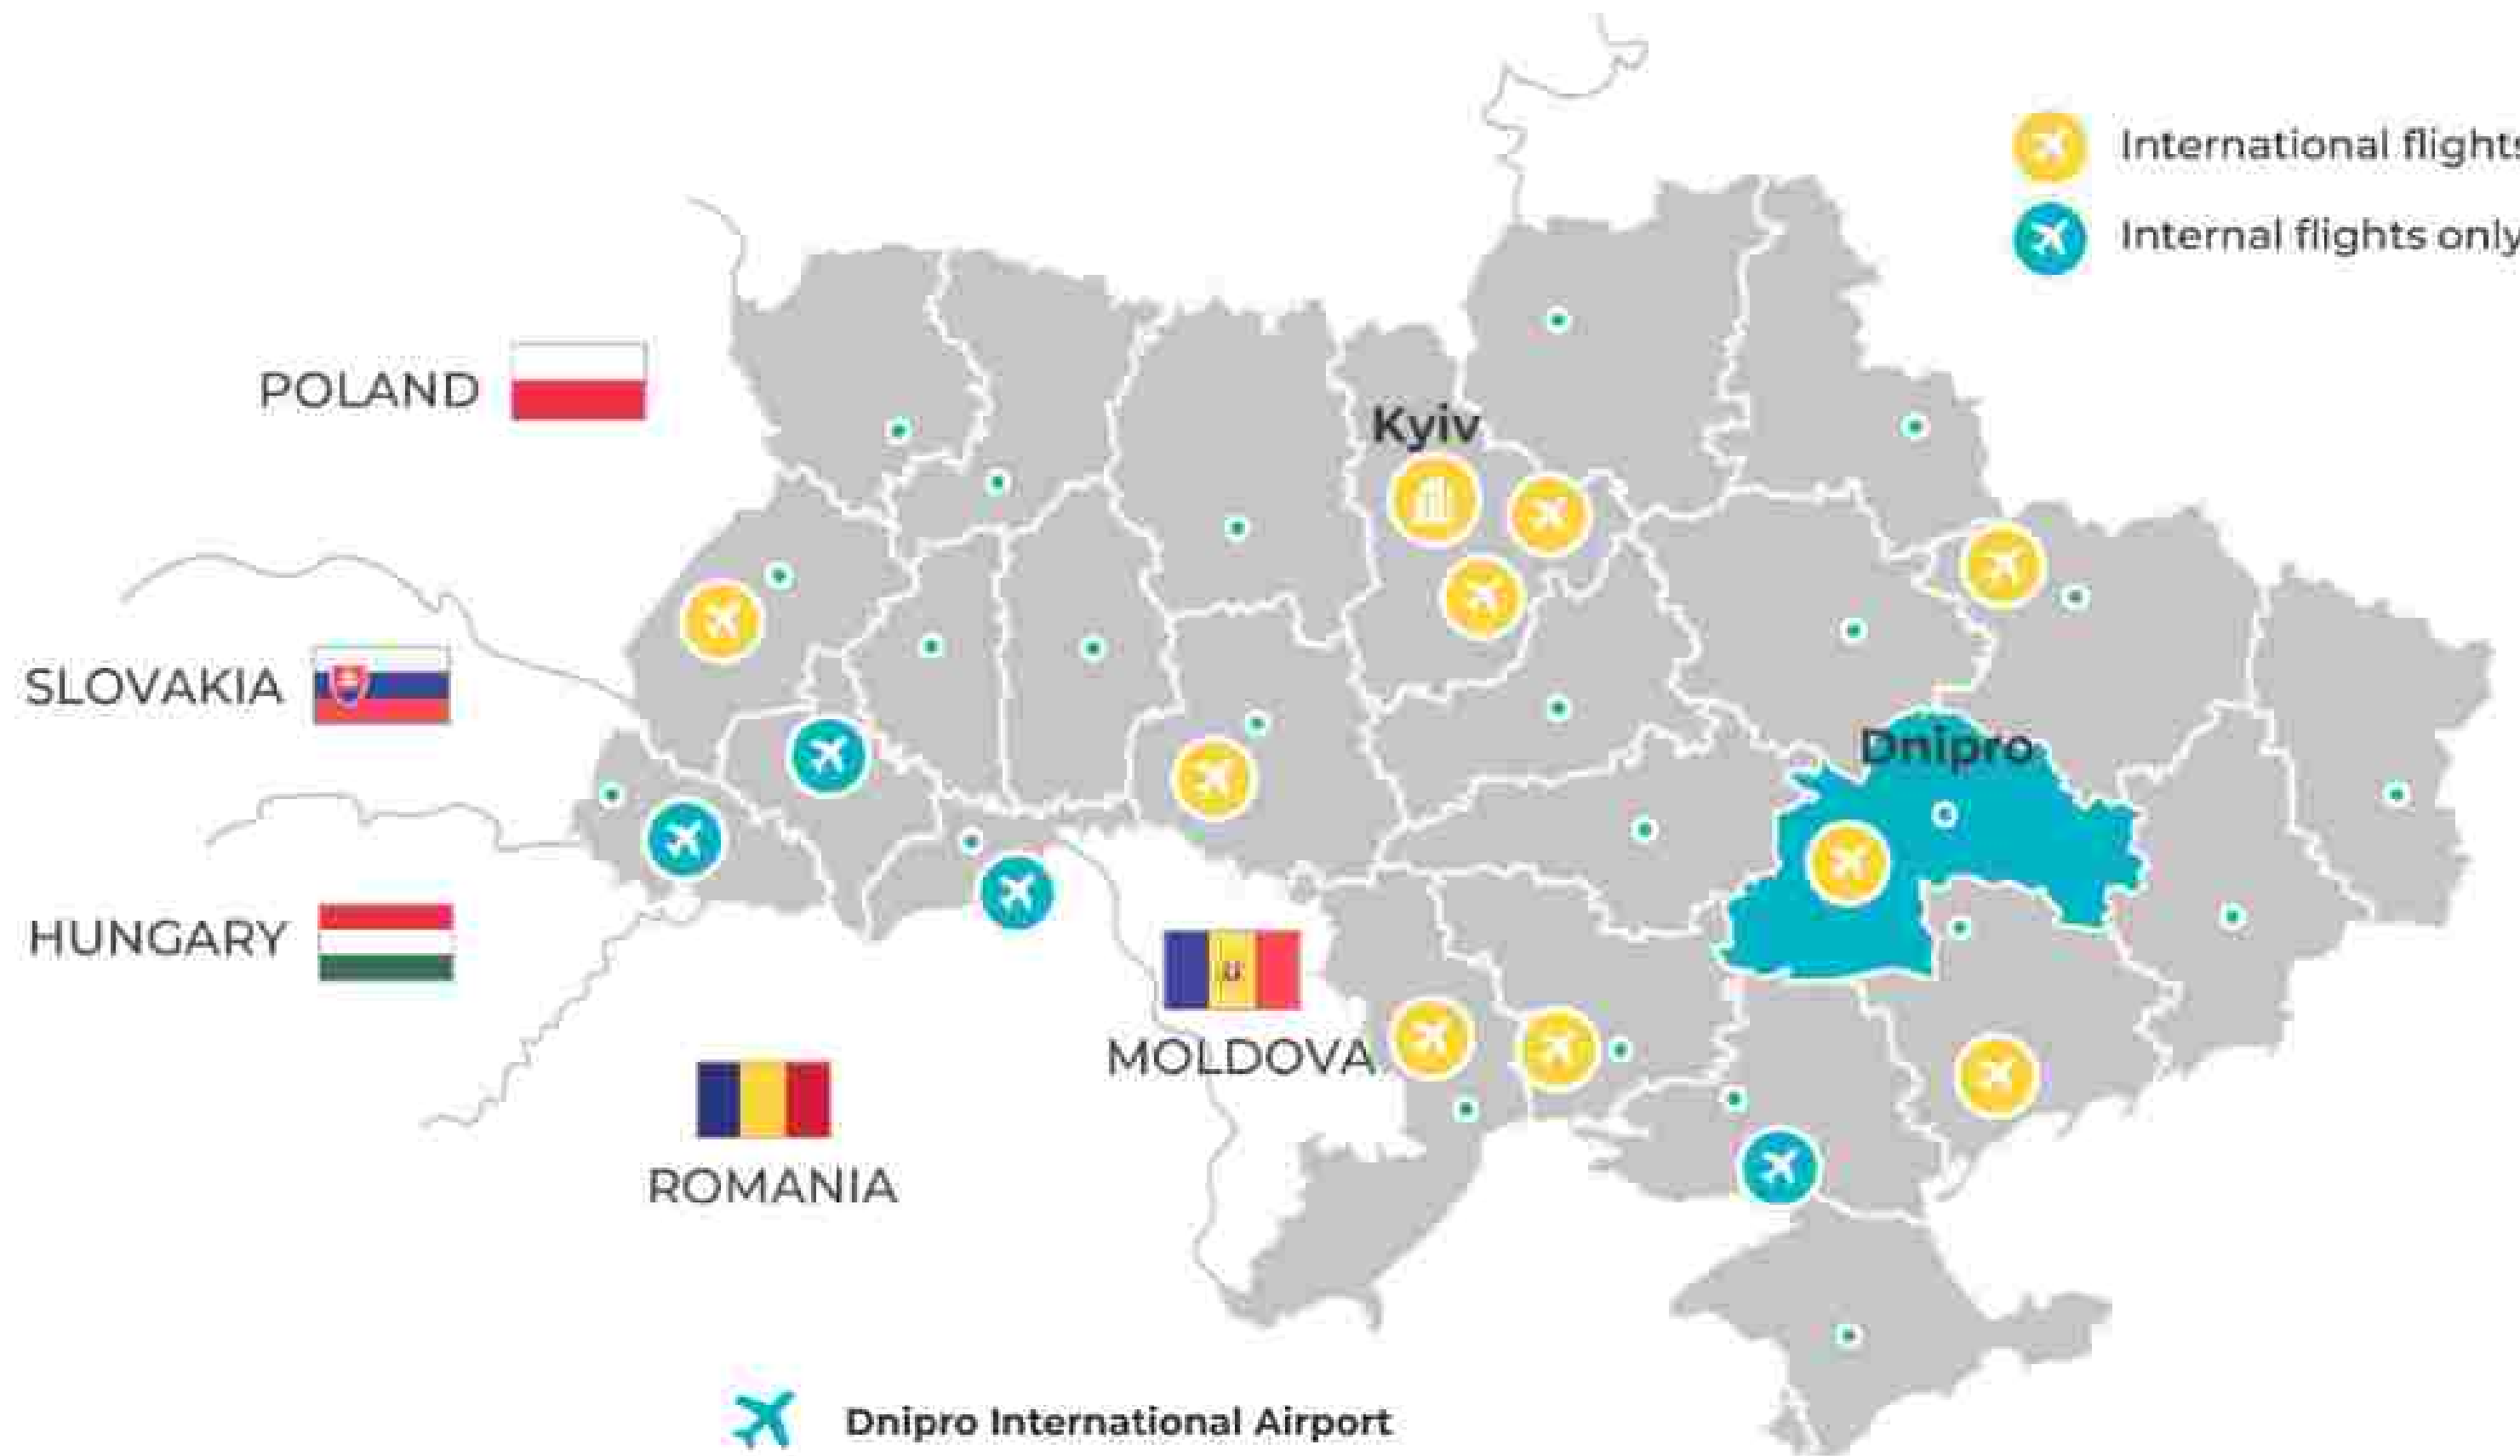 International flights
Internal flights only
POLAND
Kyiv
SLOVAKIA
Dnipro
HUNGARY
MOLDOVA
ROMANIA
Dnipro International Airport